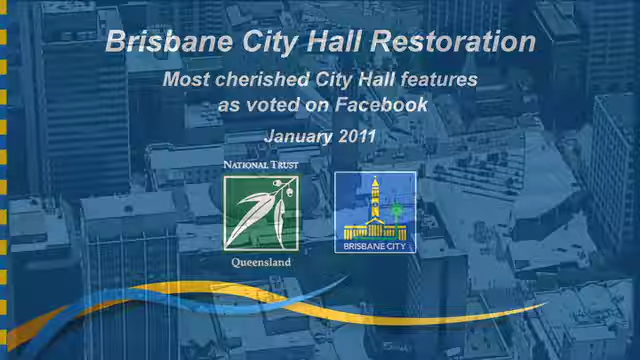 Brisbane City Hall Restoration
Most cherished City Hall features
as voted on Facebook
January 2011
NATIONAL TRUST
Queensland
BRISBANE CITY